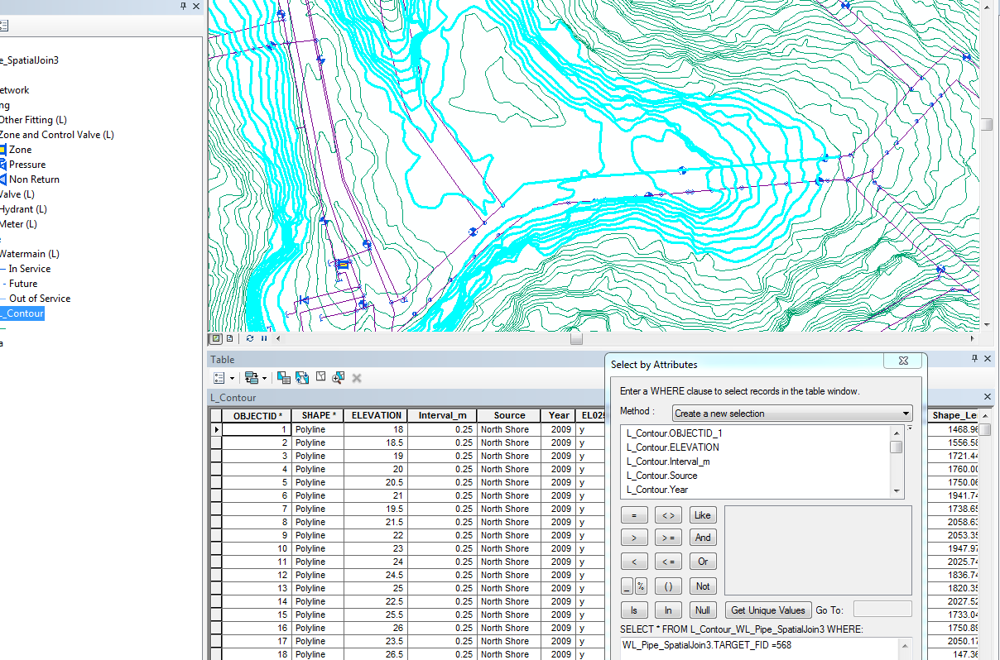 e_SpatialJoin3
etwork
ng
Other Fitting (L)
Zone and Control Valve (L)
Zone
Pressure
Non Return
Valve (L)
Hydrant (L)
Meter (L)
e
Watermain (L)
In Service
Future
Out of Service
L_Contour
a
Table
L_Contour
OBJECTID * SHAPE * ELEVATION Interval_m Source Year EL025 Shape_Le
1 Polyline 18 0.25 North Shore 2009 y 1468.96
2 Polyline 18.5 0.25 North Shore 2009 y 1556.58
3 Polyline 19 0.25 North Shore 2009 y 1721.44
4 Polyline 20 0.25 North Shore 2009 y 1760.00
5 Polyline 20.5 0.25 North Shore 2009 y 1750.06
6 Polyline 21 0.25 North Shore 2009 y 1941.74
7 Polyline 19.5 0.25 North Shore 2009 y 1738.65
8 Polyline 21.5 0.25 North Shore 2009 y 2058.63
9 Polyline 22 0.25 North Shore 2009 y 2053.35
10 Polyline 23 0.25 North Shore 2009 y 1947.97
11 Polyline 24 0.25 North Shore 2009 y 2025.74
12 Polyline 24.5 0.25 North Shore 2009 y 1836.74
13 Polyline 25 0.25 North Shore 2009 y 1820.35
14 Polyline 22.5 0.25 North Shore 2009 y 2027.52
15 Polyline 25.5 0.25 North Shore 2009 y 1733.04
16 Polyline 26 0.25 North Shore 2009 y 1750.89
17 Polyline 23.5 0.25 North Shore 2009 y 2050.17
18 Polyline 26.5 0.25 North Shore 2009 y 147.36
Select by Attributes
Enter a WHERE clause to select records in the table window.
Method : Create a new selection
L_Contour.OBJECTID_1
L_Contour.ELEVATION
L_Contour.Interval_m
L_Contour.Source
L_Contour.Year
= < > Like
> > = And
< < = Or
_ % ( ) Not
Is In Null Get Unique Values Go To:
SELECT * FROM L_Contour_WL_Pipe_SpatialJoin3 WHERE:
WL_Pipe_SpatialJoin3.TARGET_FID =568